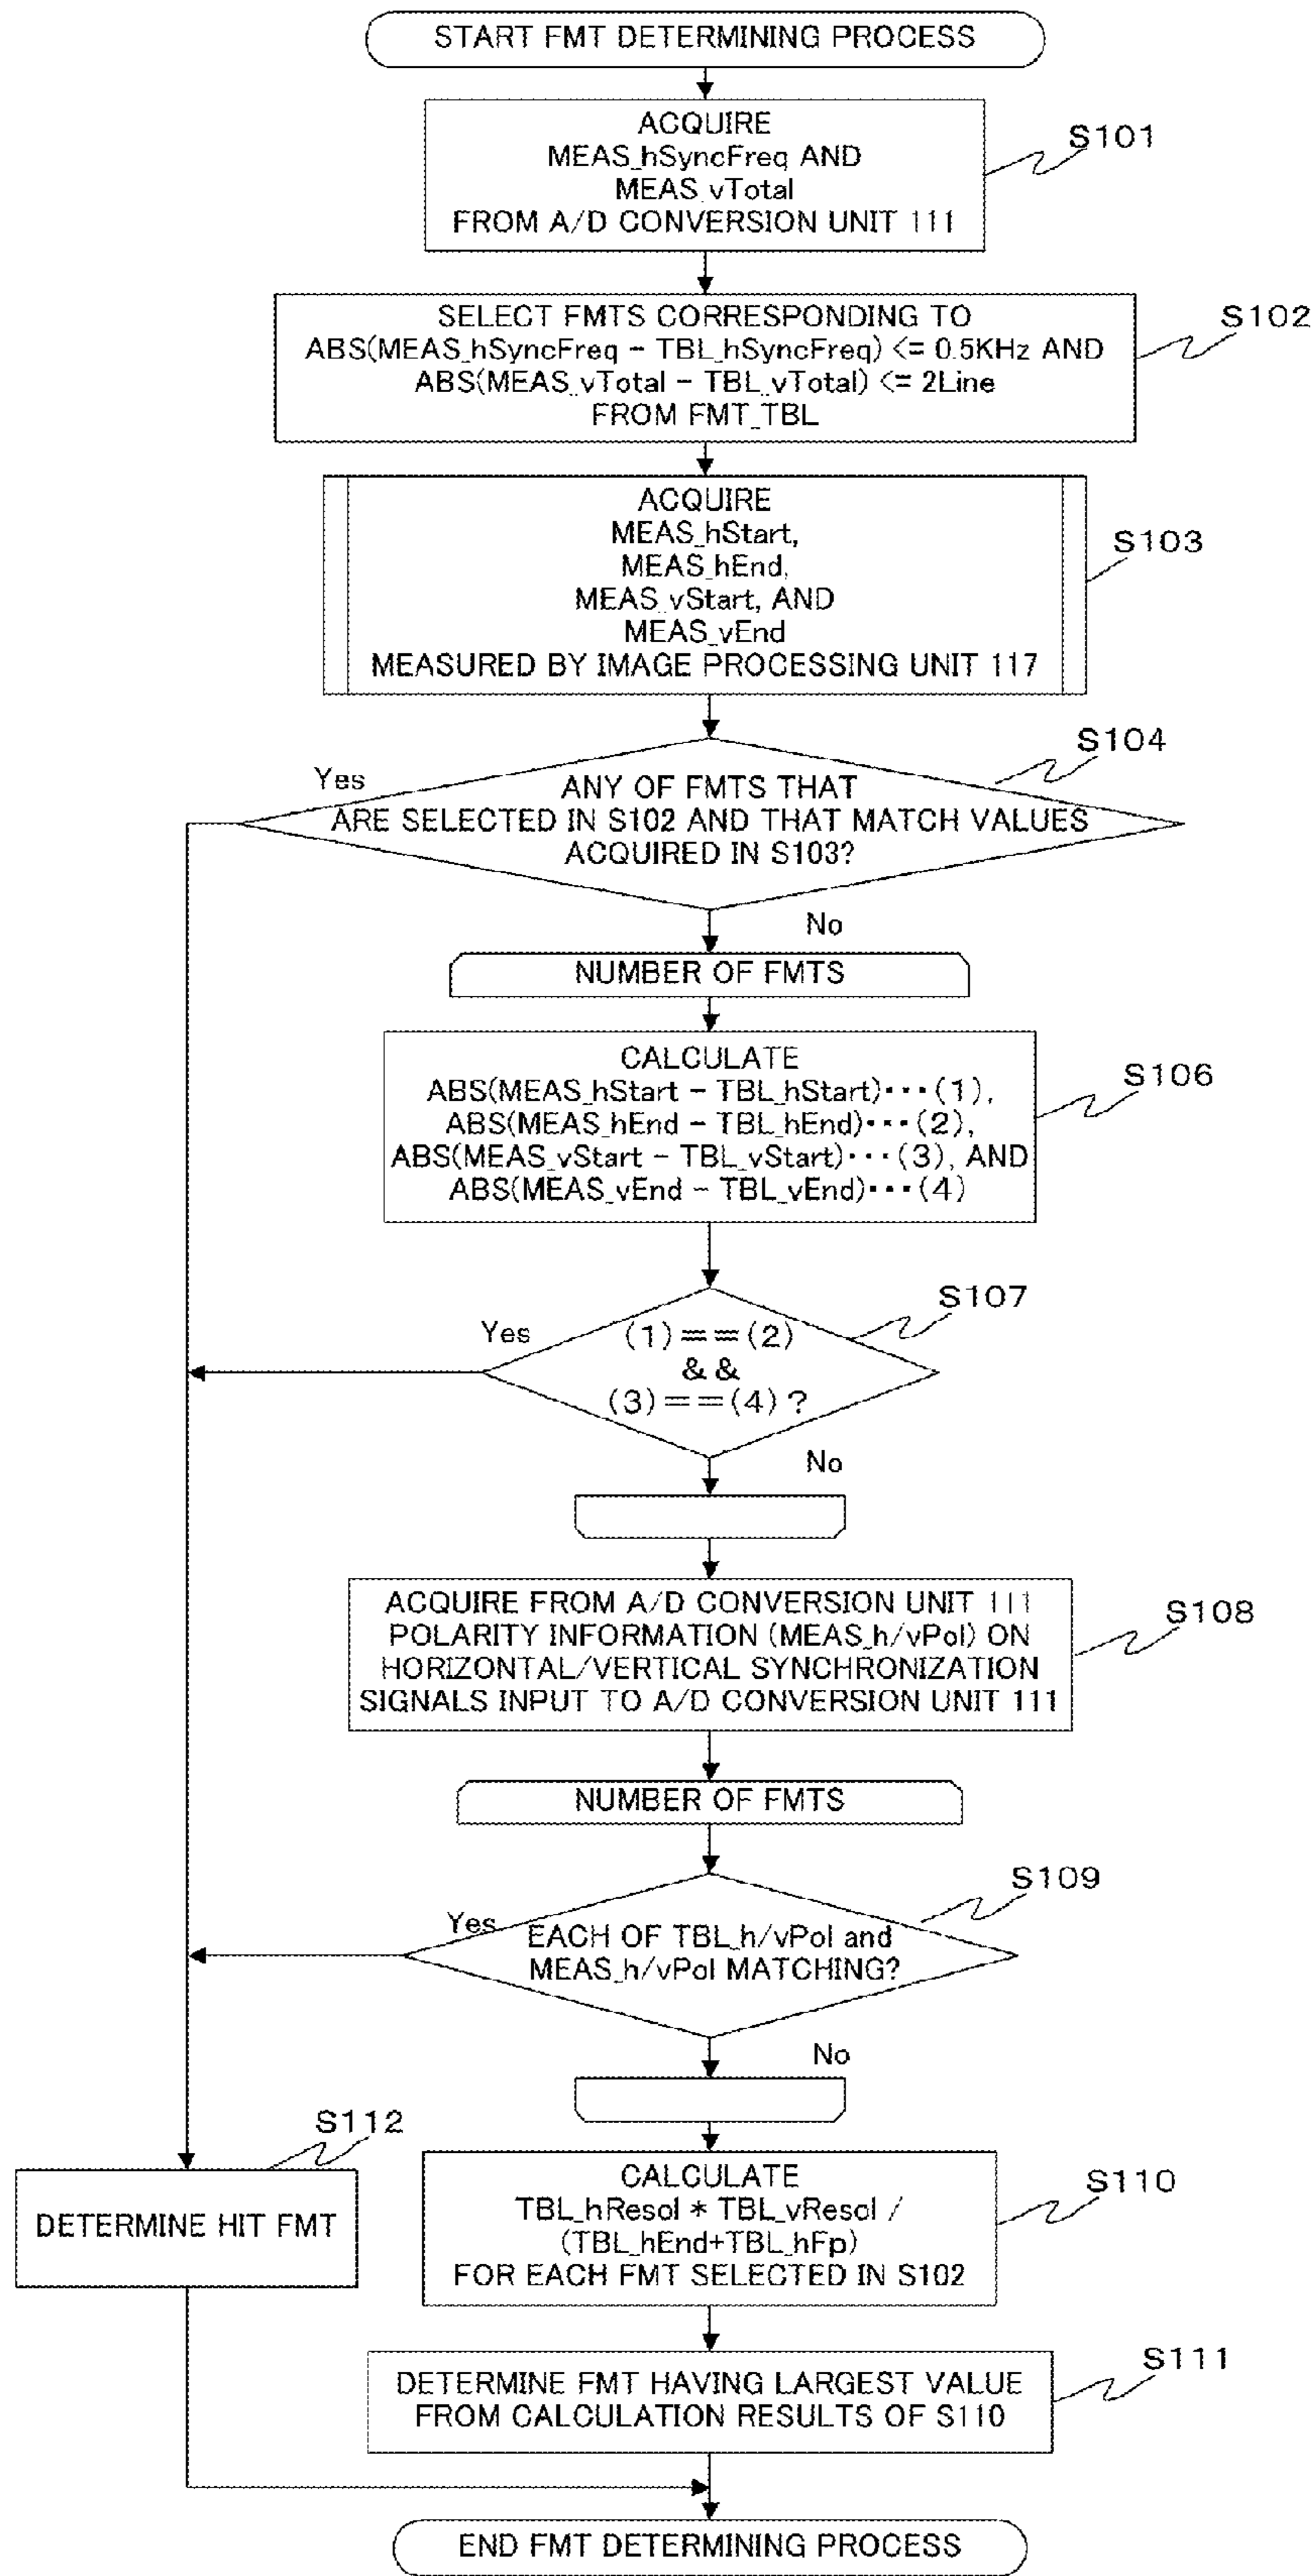 START FMT DETERMINING PROCESS
ACQUIRE
MEAS_hSyncFreq AND
MEAS_vTotal
FROM A/D CONVERSION UNIT 111
S101
SELECT FMTS CORRESPONDING TO
ABS(MEAS_hSyncFreq - TBL_hSyncFreq) <= 0.5KHz AND
ABS(MEAS_vTotal - TBL_vTotal) <= 2Line
FROM FMT_TBL
S102
ACQUIRE
MEAS_hStart,
MEAS_hEnd,
MEAS_vStart, AND
MEAS_vEnd
MEASURED BY IMAGE PROCESSING UNIT 117
S103
S104
Yes
ANY OF FMTS THAT
ARE SELECTED IN S102 AND THAT MATCH VALUES
ACQUIRED IN S103?
No
NUMBER OF FMTS
CALCULATE
ABS(MEAS_hStart - TBL_hStart)···(1),
ABS(MEAS_hEnd - TBL_hEnd)···(2),
ABS(MEAS_vStart - TBL_vStart)···(3), AND
ABS(MEAS_vEnd - TBL_vEnd)···(4)
S106
S107
Yes
(1)==(2)
&&
(3)==(4)?
No
ACQUIRE FROM A/D CONVERSION UNIT 111
POLARITY INFORMATION (MEAS_h/vPol) ON
HORIZONTAL/VERTICAL SYNCHRONIZATION
SIGNALS INPUT TO A/D CONVERSION UNIT 111
S108
NUMBER OF FMTS
S109
Yes
EACH OF TBL_h/vPol and
MEAS_h/vPol MATCHING?
No
S112
DETERMINE HIT FMT
CALCULATE
TBL_hResol * TBL_vResol /
(TBL_hEnd+TBL_hFp)
FOR EACH FMT SELECTED IN S102
S110
DETERMINE FMT HAVING LARGEST VALUE
FROM CALCULATION RESULTS OF S110
S111
END FMT DETERMINING PROCESS